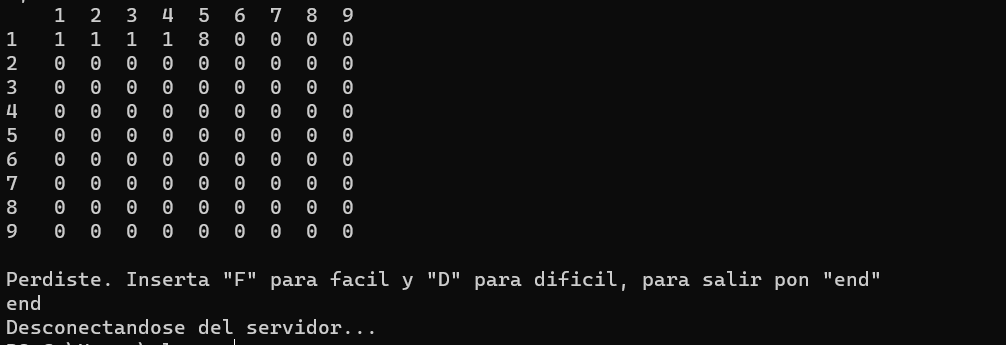 1 2 3 4 5 6 7 8 9
1 1 1 1 1 8 0 0 0 0
2 0 0 0 0 0 0 0 0 0
3 0 0 0 0 0 0 0 0 0
4 0 0 0 0 0 0 0 0 0
5 0 0 0 0 0 0 0 0 0
6 0 0 0 0 0 0 0 0 0
7 0 0 0 0 0 0 0 0 0
8 0 0 0 0 0 0 0 0 0
9 0 0 0 0 0 0 0 0 0
Perdiste. Inserta "F" para facil y "D" para dificil, para salir pon "end"
end
Desconectandose del servidor...